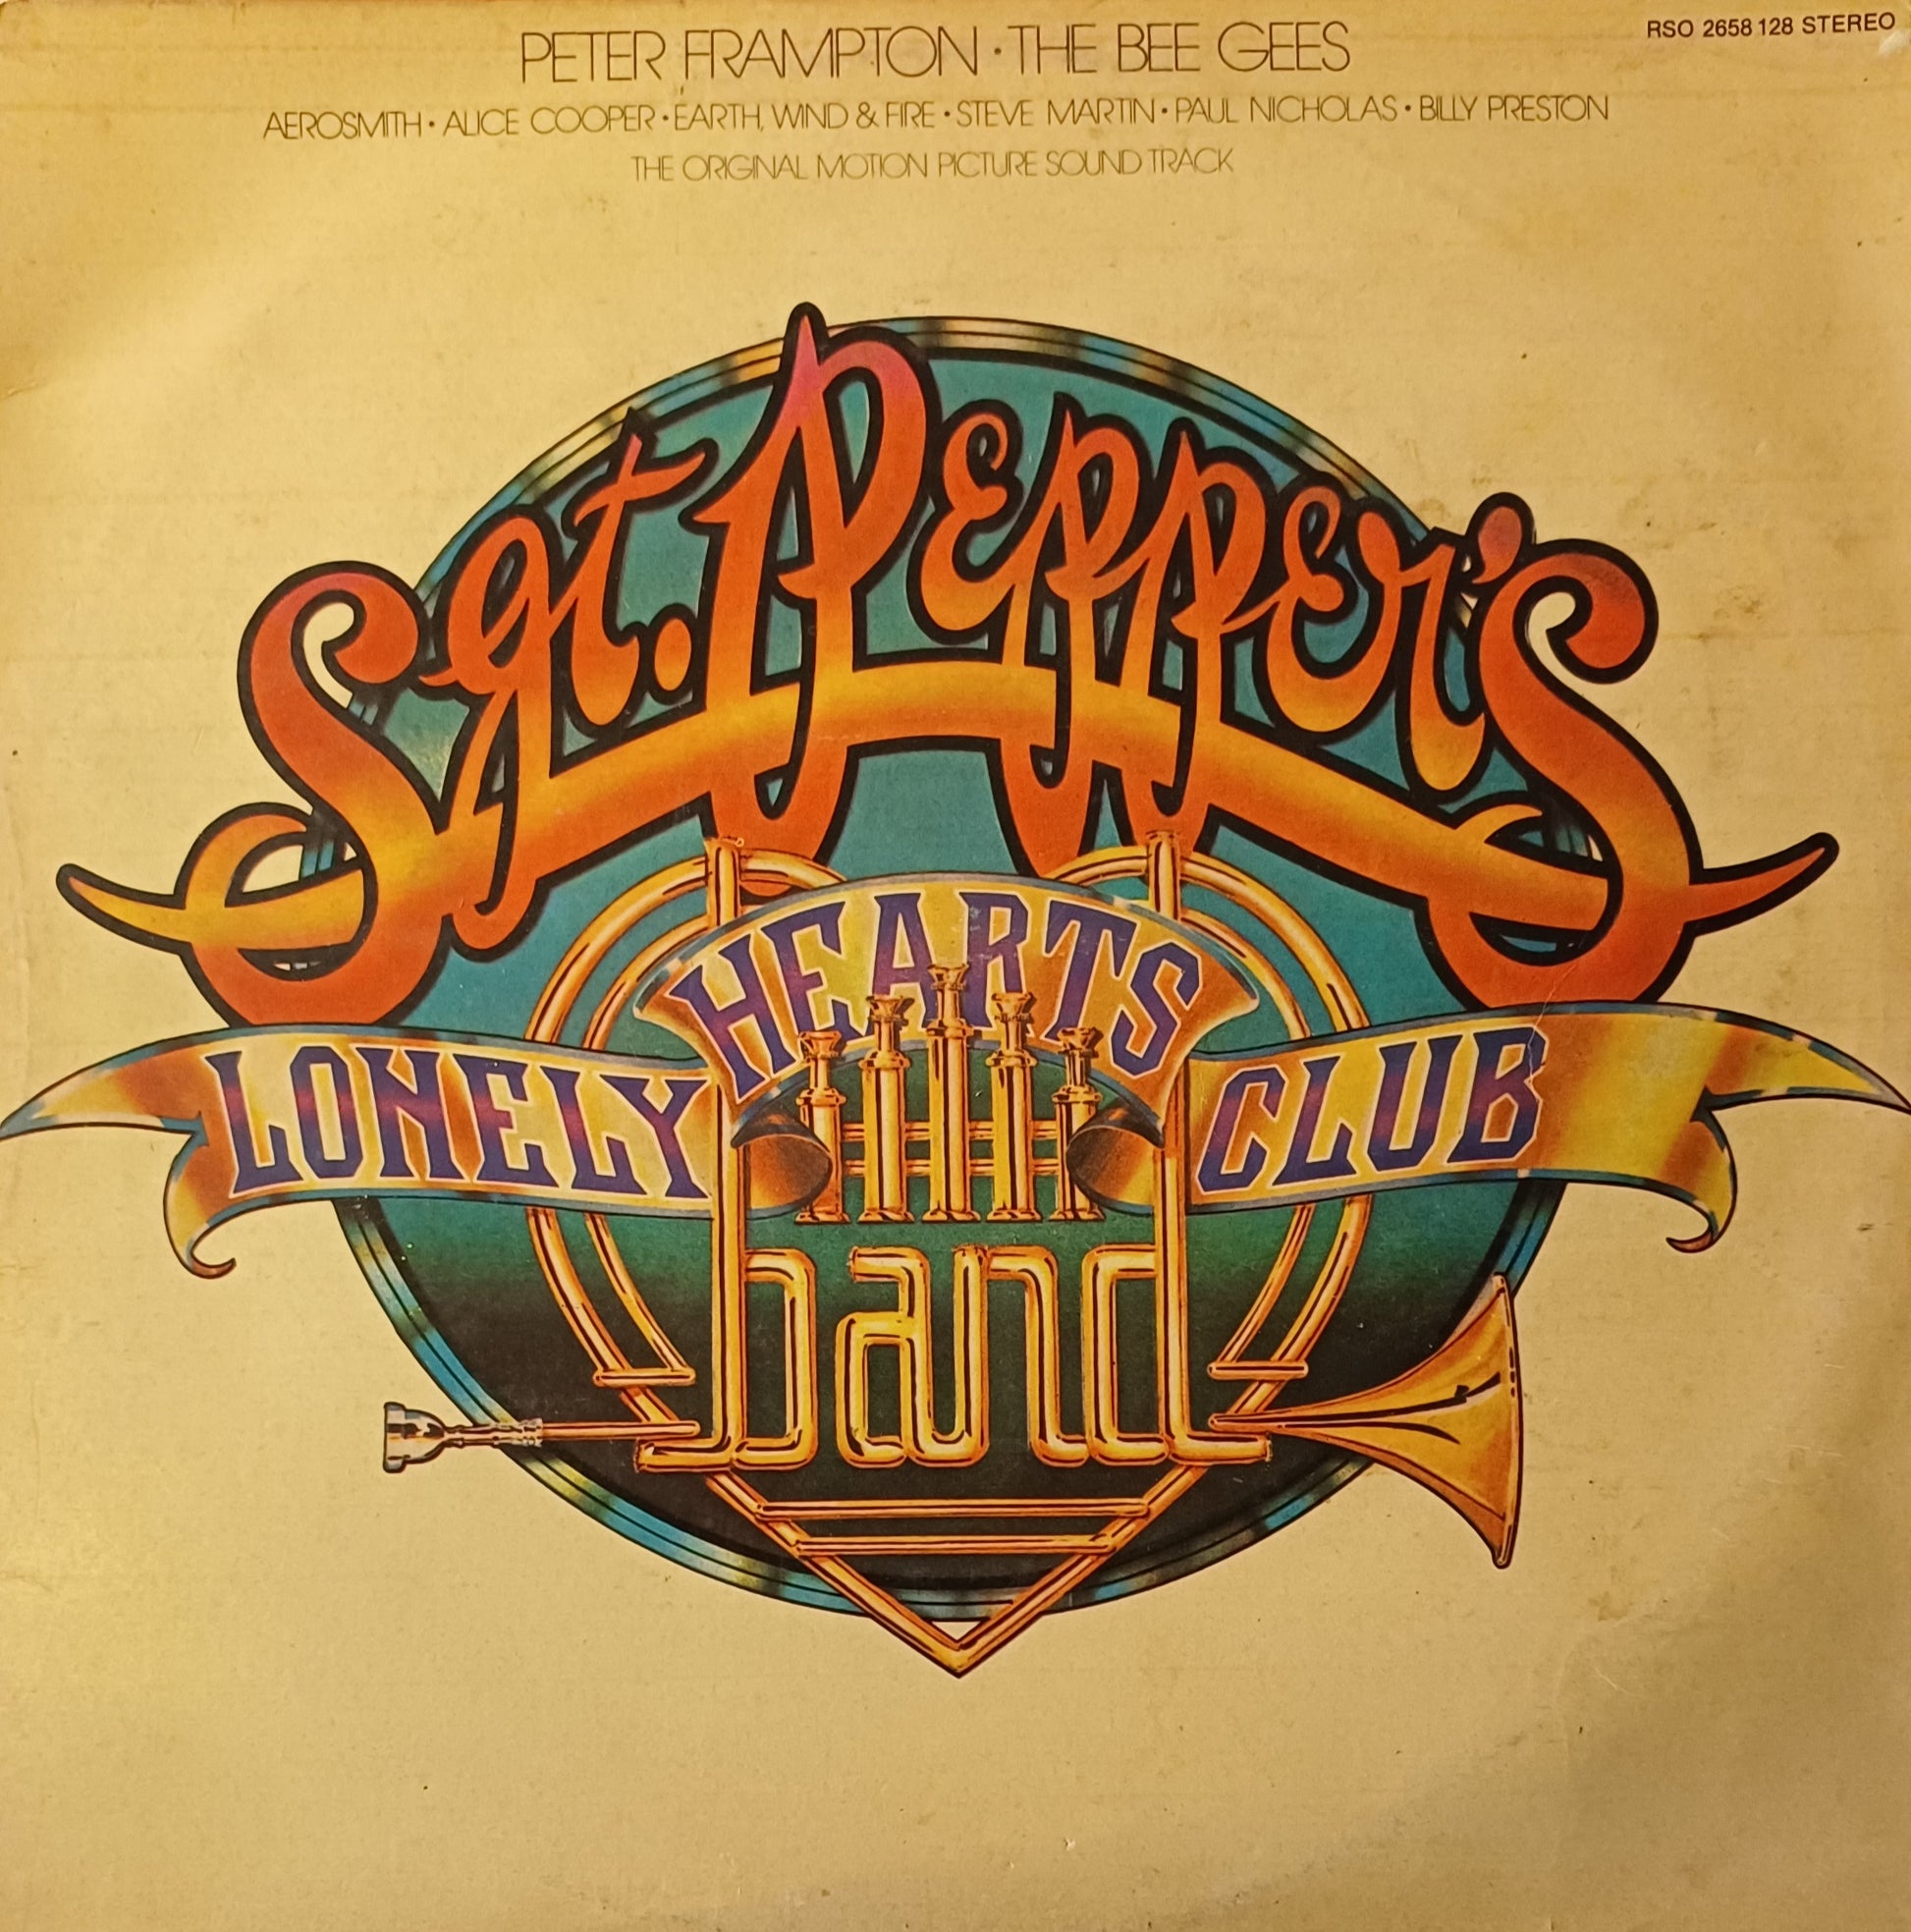 RSO 2658 128 STEREO
PETER FRAMPTON • THE BEE GEES
AEROSMITH • ALICE COOPER • EARTH, WIND & FIRE • STEVE MARTIN • PAUL NICHOLAS • BILLY PRESTON
THE ORIGINAL MOTION PICTURE SOUND TRACK
Sgt. Pepper's
LONELY HEARTS CLUB
band